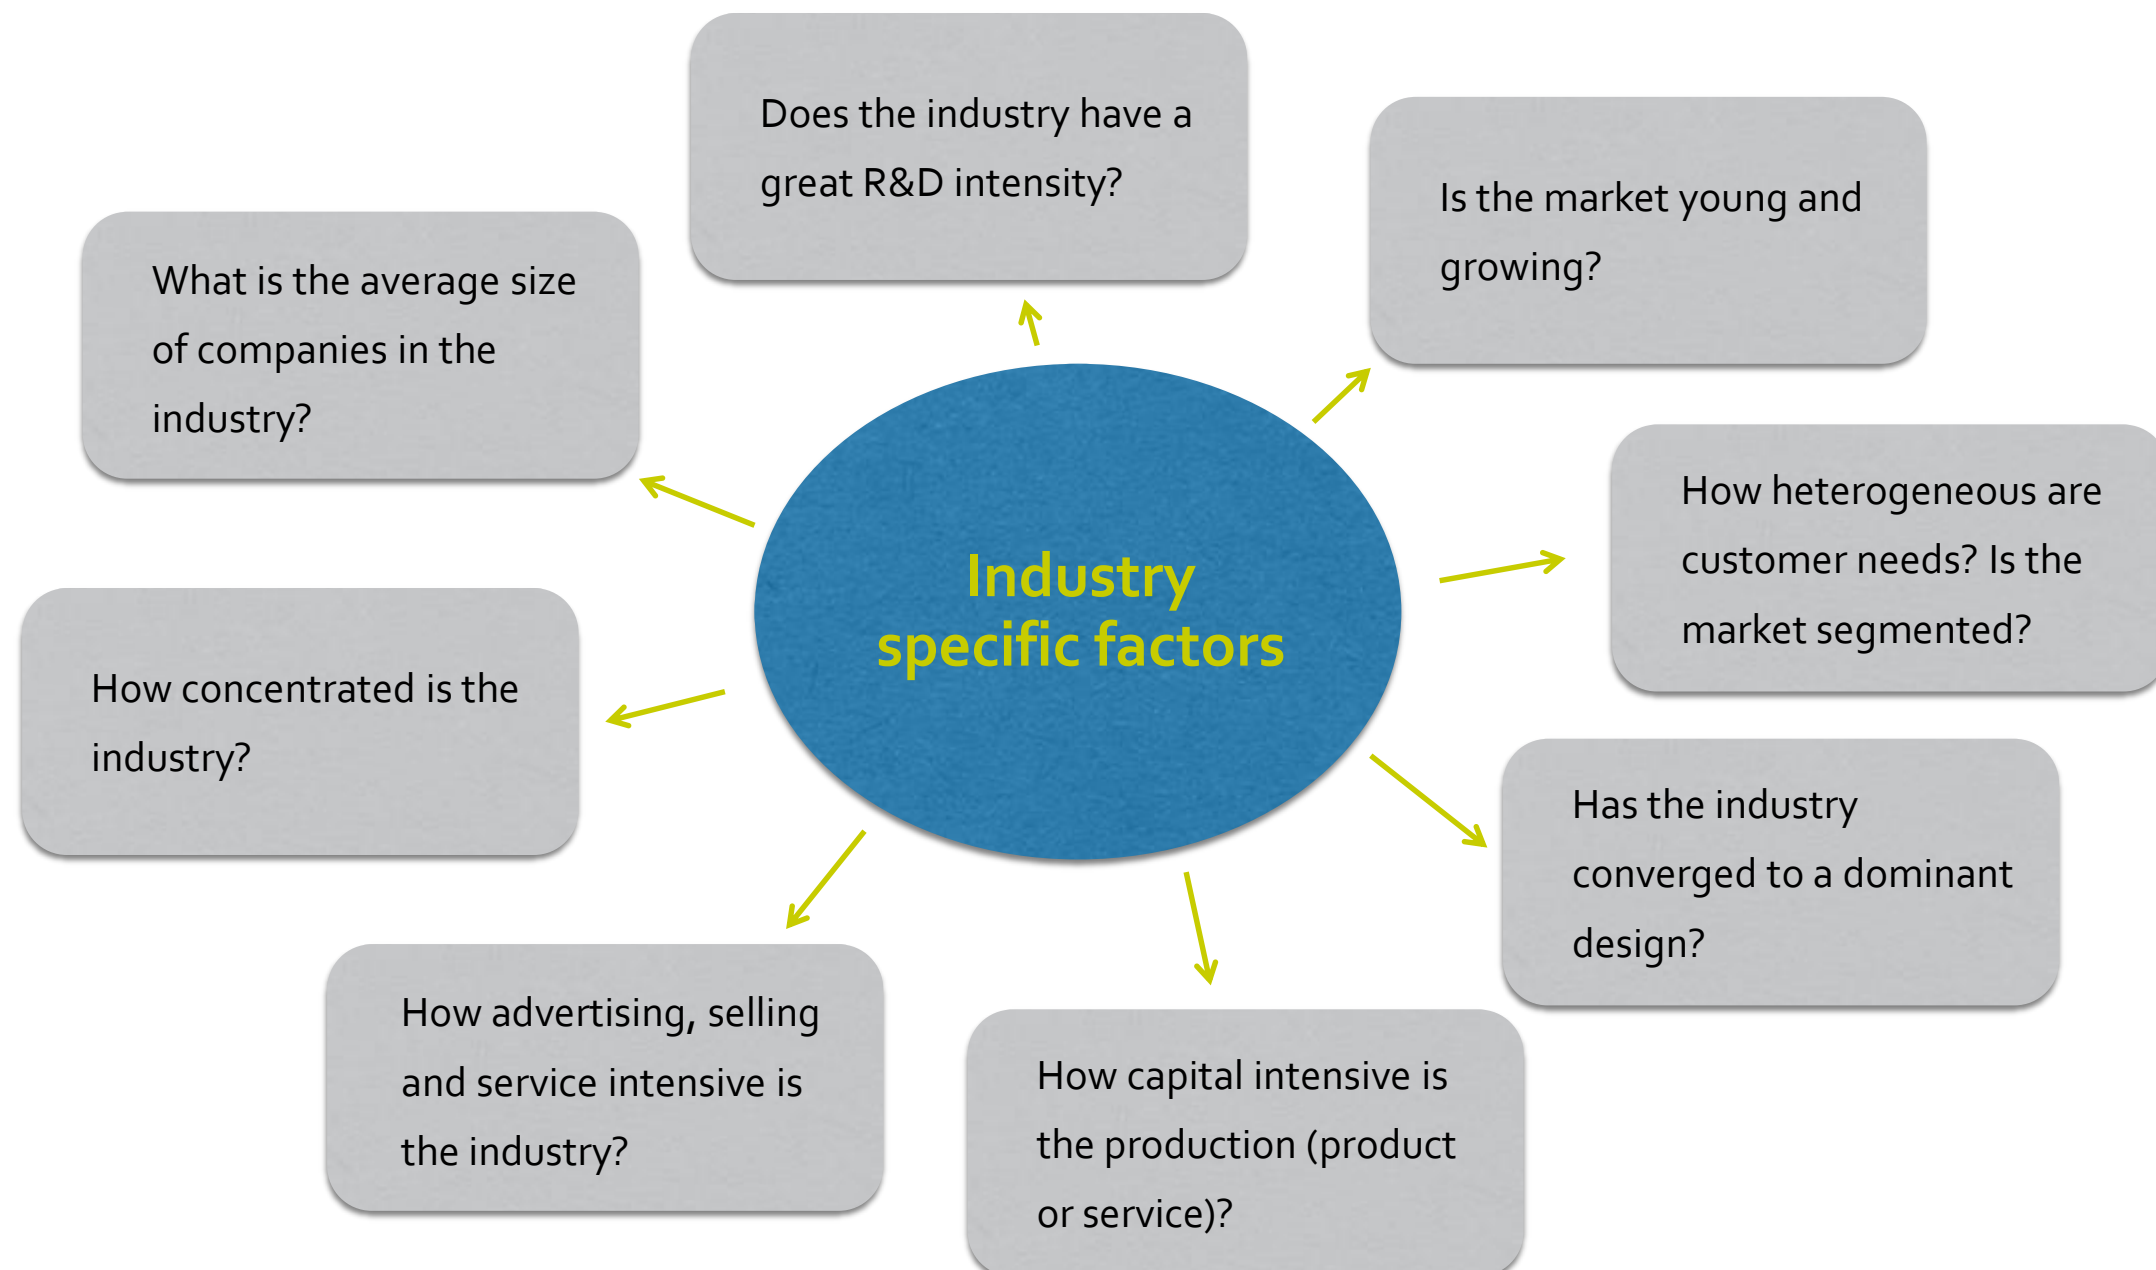 Does the industry have a
great R&D intensity?
Is the market young and
growing?
What is the average size
of companies in the
industry?
How heterogeneous are
customer needs? Is the
market segmented?
Industry
specific factors
How concentrated is the
industry?
Has the industry
converged to a dominant
design?
How advertising, selling
and service intensive is
the industry?
How capital intensive is
the production (product
or service)?